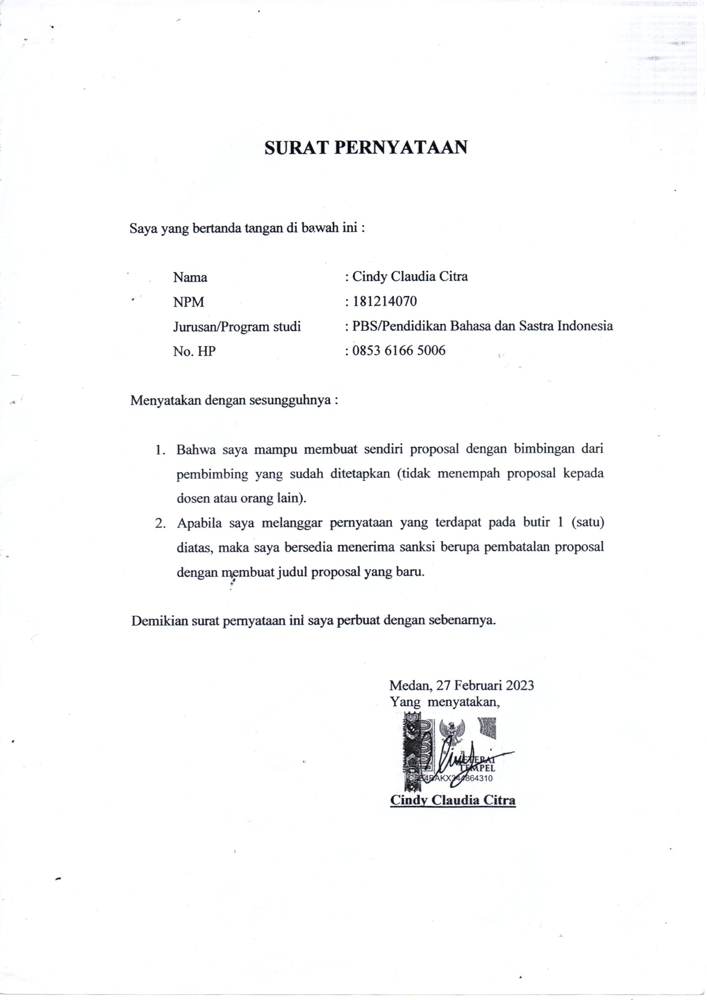 SURAT PERNYATAAN
Saya yang bertanda tangan di bawah ini :
Nama : Cindy Claudia Citra
NPM : 181214070
Jurusan/Program studi : PBS/Pendidikan Bahasa dan Sastra Indonesia
No. HP : 0853 6166 5006
Menyatakan dengan sesungguhnya :
1. Bahwa saya mampu membuat sendiri proposal dengan bimbingan dari
pembimbing yang sudah ditetapkan (tidak menempah proposal kepada
dosen atau orang lain).
2. Apabila saya melanggar pernyataan yang terdapat pada butir 1 (satu)
diatas, maka saya bersedia menerima sanksi berupa pembatalan proposal
dengan membuat judul proposal yang baru.
Demikian surat pernyataan ini saya perbuat dengan sebenarnya.
Medan, 27 Februari 2023
Yang menyatakan,
TEMPEL
Cindy Claudia Citra